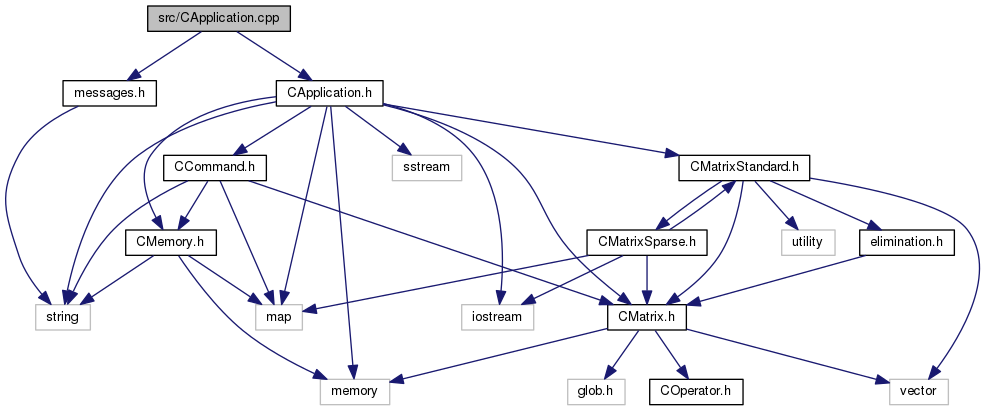 src/CApplication.cpp
messages.h
CApplication.h
CCommand.h
sstream
CMatrixStandard.h
CMemory.h
CMatrixSparse.h
utility
elimination.h
string
map
iostream
CMatrix.h
memory
glob.h
COperator.h
vector